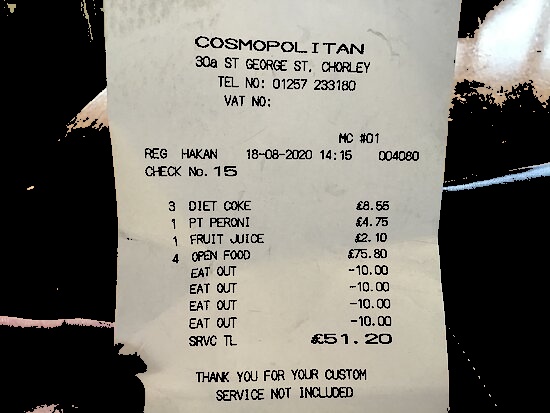 COSMOPOLITAN
30a ST GEORGE ST, CHORLEY
TEL NO: 01257 233180
VAT NO:
MC #01
REG HAKAN 18-08-2020 14:15 004080
CHECK No. 15
3 DIET COKE £8.55
1 PT PERONI £4.75
1 FRUIT JUICE £2.10
4 OPEN FOOD £75.80
EAT OUT -10.00
EAT OUT -10.00
EAT OUT -10.00
EAT OUT -10.00
SRVC TL £51.20
THANK YOU FOR YOUR CUSTOM
SERVICE NOT INCLUDED